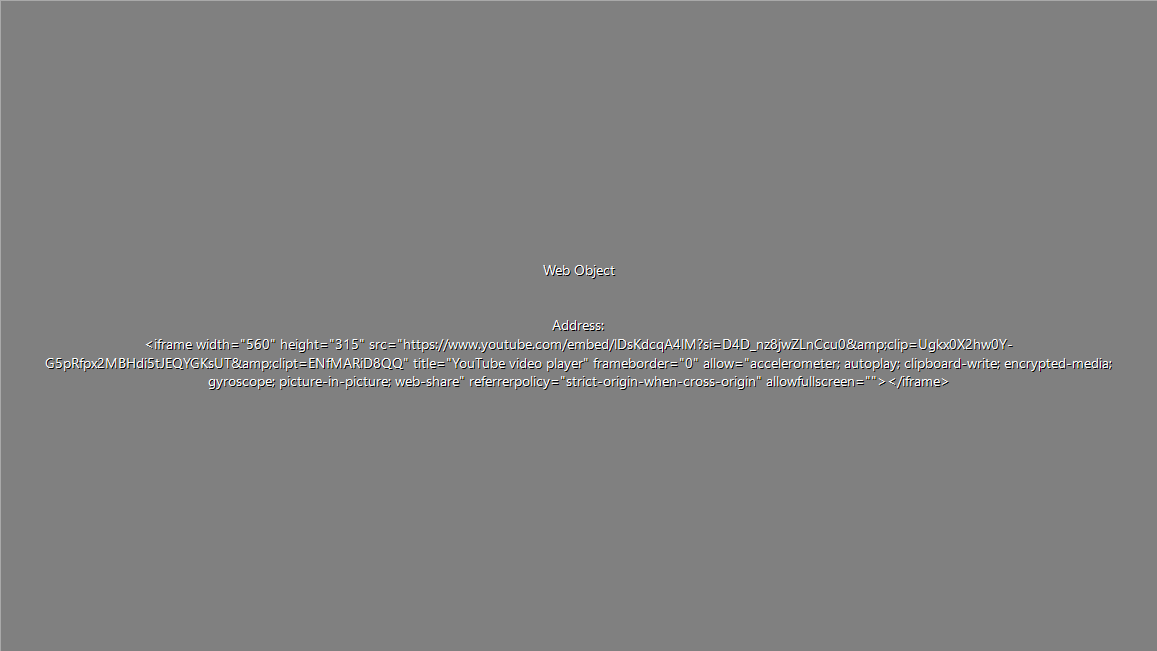 Web Object
Address:
<iframe width="560" height="315" src="https://www.youtube.com/embed/lDsKdcqA4lM?si=D4D_nz8jwZLnCcu0&amp;clip=Ugkx0X2hw0Y-
G5pRfpx2MBHdi5tJEQYGKsUT&amp;clipt=ENfMARiD8QQ" title="YouTube video player" frameborder="0" allow="accelerometer; autoplay; clipboard-write; encrypted-media;
gyroscope; picture-in-picture; web-share" referrerpolicy="strict-origin-when-cross-origin" allowfullscreen=""></iframe>